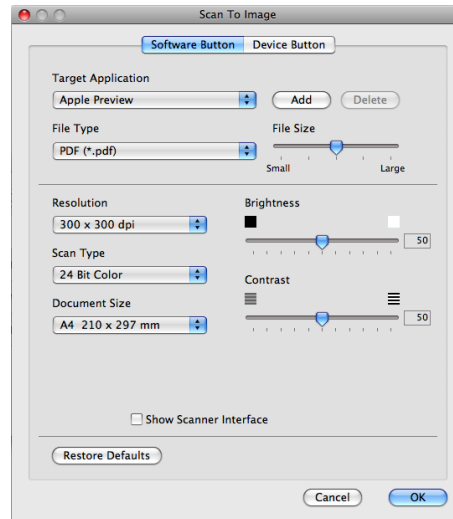 Scan To Image
Software Button Device Button
Target Application
Apple Preview Add Delete
File Type File Size
PDF (*.pdf)
Small Large
Resolution Brightness
300 x 300 dpi
50
Scan Type
24 Bit Color
Contrast
Document Size
A4 210 x 297 mm 50
Show Scanner Interface
Restore Defaults
Cancel OK